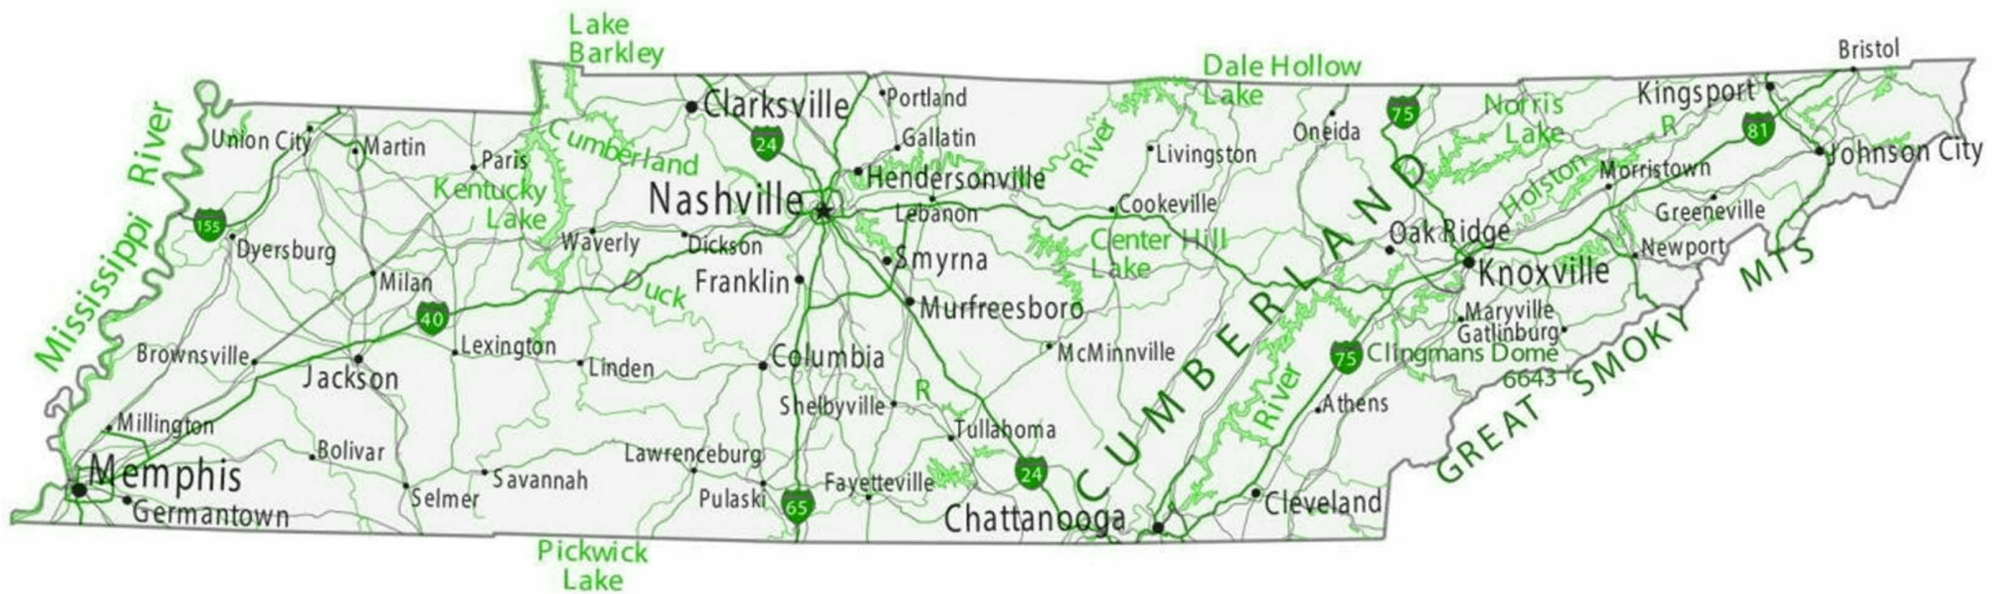 Lake
Barkley
Dale Hollow
Lake
Bristol
Mississippi River
Union City
Martin
Paris
Kentucky
Lake
Cumberland
River
Clarksville
24
Portland
Gallatin
Hendersonville
Nashville
Lebanon
Livingston
Cookeville
Oneida
75
Norris
Lake
Kingsport
81
Johnson City
Holston
R
Morristown
Greeneville
Newport
155
Dyersburg
Milan
40
Waverly
Dickson
Franklin
Duck
R
Smyrna
Murfreesboro
Center Hill
Lake
Oak Ridge
Knoxville
Maryville
Gatlinburg
Clingmans Dome
6643
75
River
Athens
CUMBERLAND
GREAT SMOKY MTS
Brownsville
Jackson
Lexington
Linden
Columbia
McMinnville
Shelbyville
Tullahoma
Millington
Memphis
Germantown
Bolivar
Selmer
Savannah
Lawrenceburg
Pulaski
65
Fayetteville
24
Chattanooga
Cleveland
Pickwick
Lake